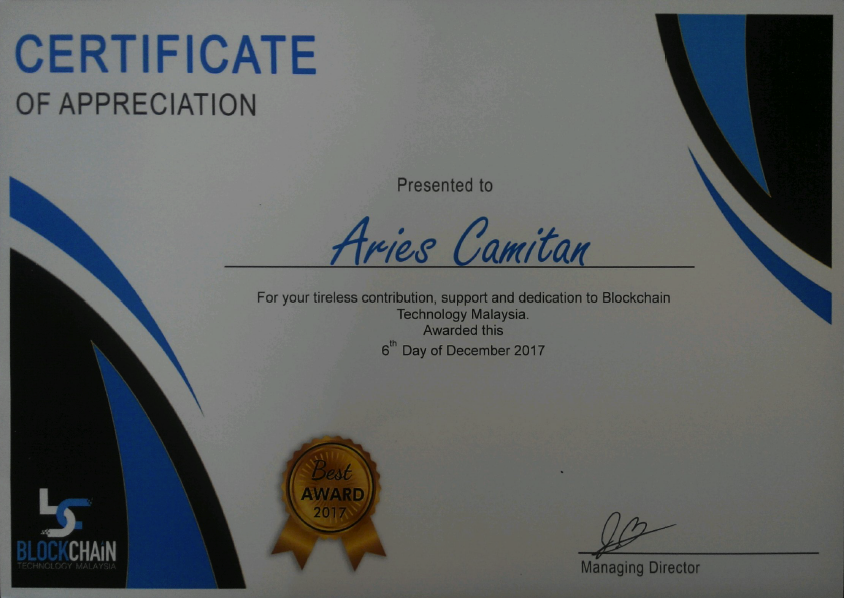 CERTIFICATE
OF APPRECIATION
Presented to
Aries Camitan
For your tireless contribution, support and dedication to Blockchain
Technology Malaysia.
Awarded this
6th Day of December 2017
Best
AWARD
2017
BLOCKCHAIN
TECHNOLOGY MALAYSIA
Managing Director